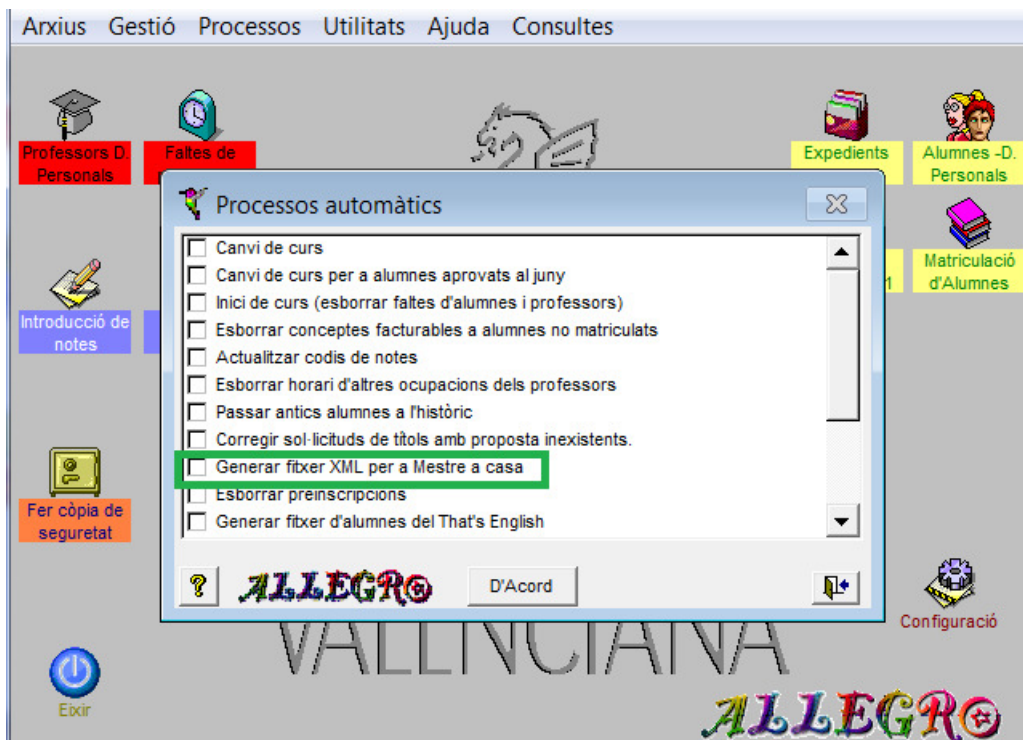 Arxius Gestió Processos Utilitats Ajuda Consultes
Professors D.
Personals
Faltes de
Expedients
Alumnes -D.
Personals
Processos automàtics
Canvi de curs
Canvi de curs per a alumnes aprovats al juny
Inici de curs (esborrar faltes d'alumnes i professors)
Esborrar conceptes facturables a alumnes no matriculats
Actualitzar codis de notes
Esborrar horari d'altres ocupacions dels professors
Passar antics alumnes a l'històric
Corregir sol·licituds de títols amb proposta inexistents.
Generar fitxer XML per a Mestre a casa
Esborrar preinscripcions
Generar fitxer d'alumnes del That's English
Matriculació
d'Alumnes
Introducció de
notes
Fer còpia de
seguretat
?
ALLEGRO
D'Acord
Configuració
VALENCIANA
Eixir
ALLEGRO